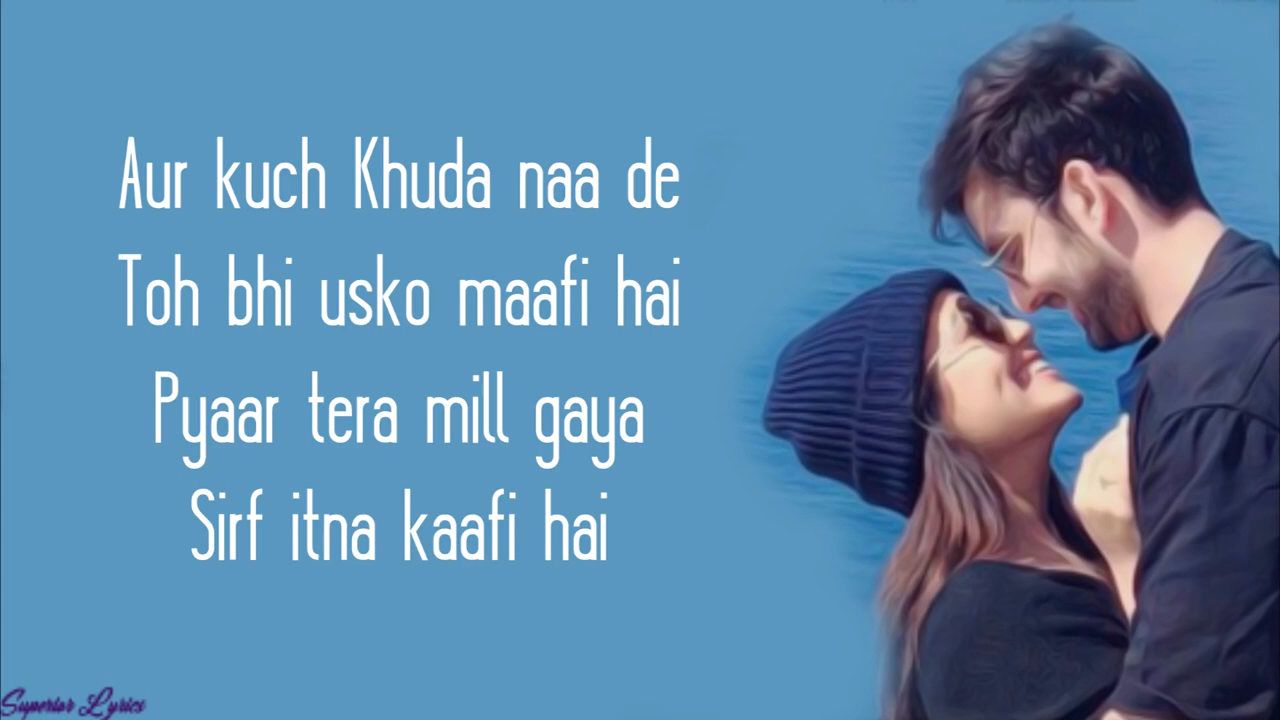 Aur kuch Khuda naa de
Toh bhi usko maafi hai
Pyaar tera mill gaya
Sirf itna kaafi hai
Superior Lyrics